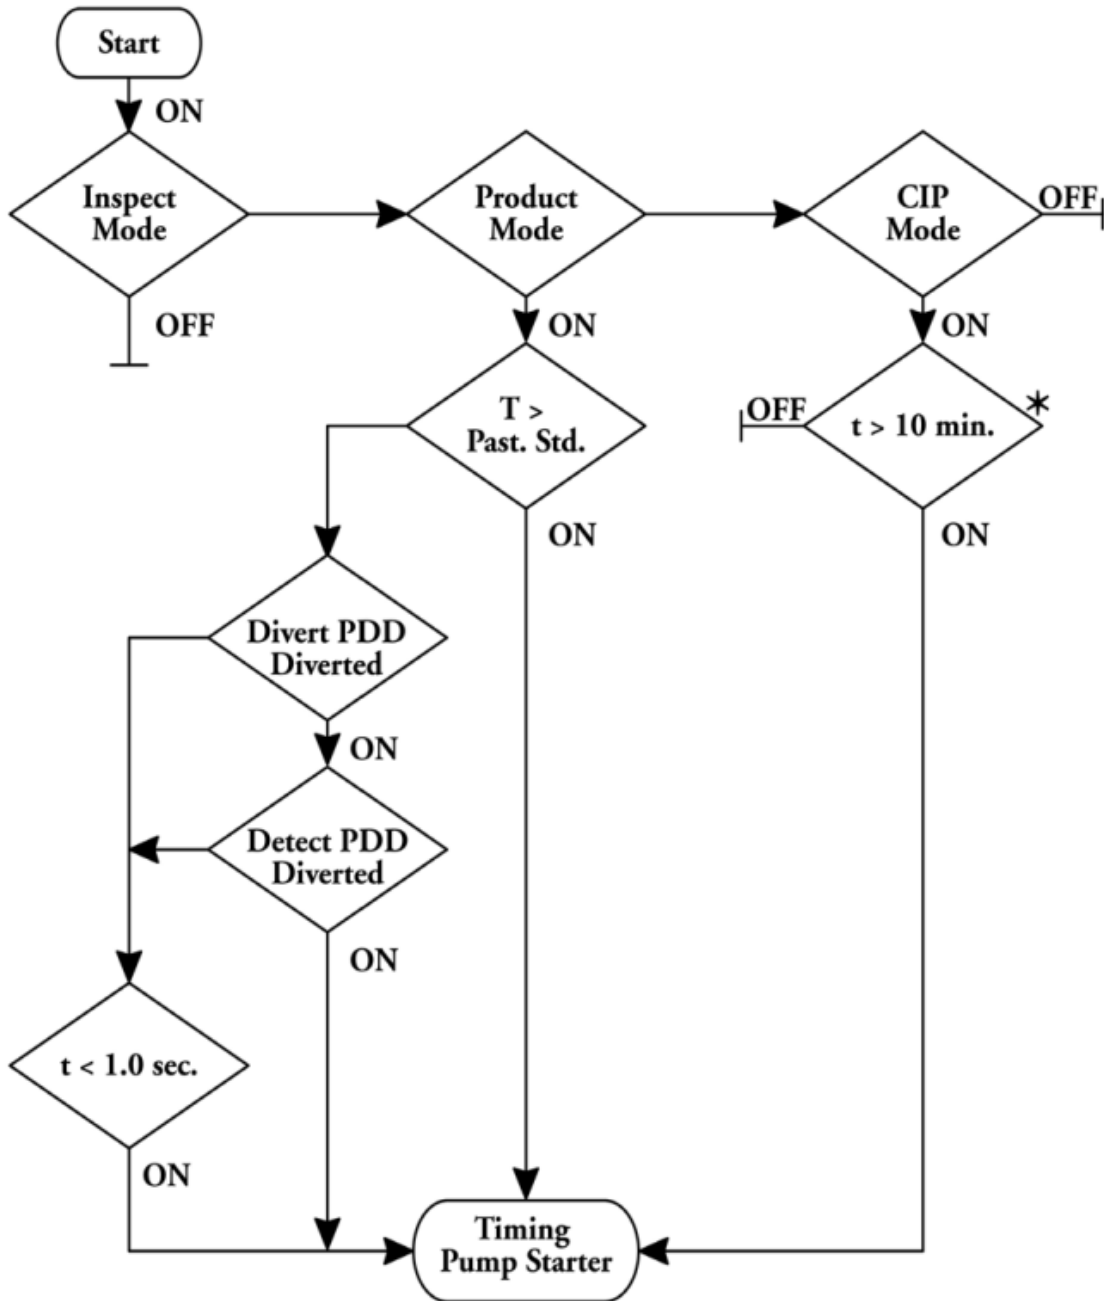 Start
ON
Inspect
Mode
Product
Mode
CIP
Mode
OFF
OFF
ON
ON
T >
Past. Std.
OFF
t > 10 min.
*
ON
ON
Divert PDD
Diverted
ON
Detect PDD
Diverted
ON
t < 1.0 sec.
ON
Timing
Pump Starter